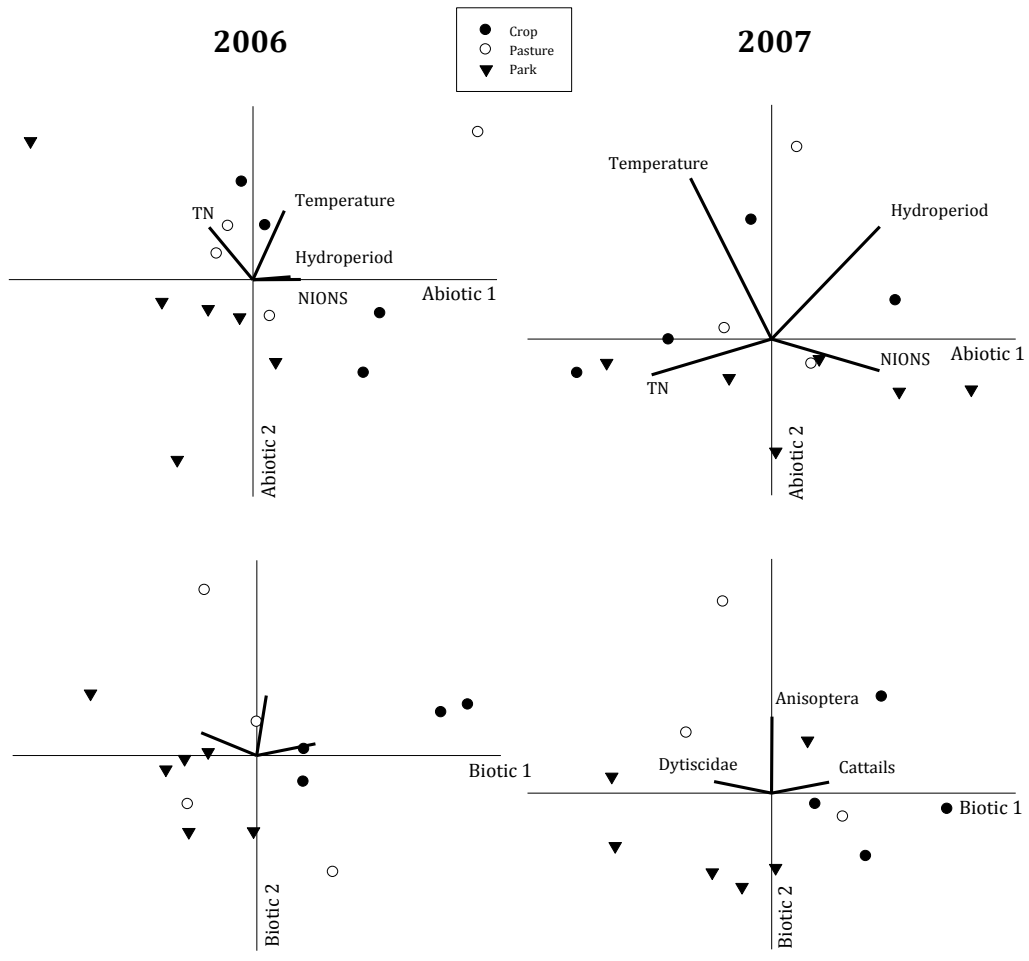 2006
Crop
Pasture
Park
2007
Temperature
TN
Hydroperiod
NIONS
Abiotic 1
Abiotic 2
Temperature
Hydroperiod
NIONS
TN
Abiotic 1
Abiotic 2
Biotic 1
Biotic 2
Anisoptera
Dytiscidae
Cattails
Biotic 1
Biotic 2